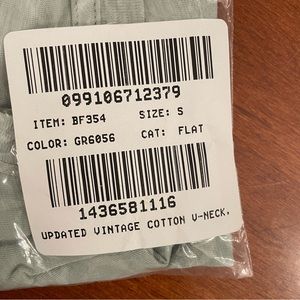 099106712379
ITEM: BF354 SIZE: S
COLOR: GR6056 CAT: FLAT
1436581116
UPDATED VINTAGE COTTON V-NECK.